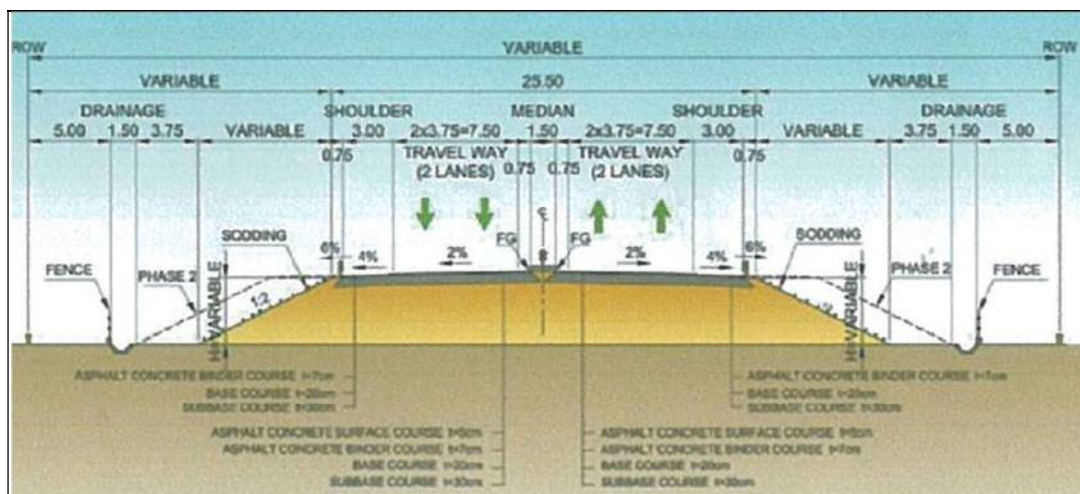 ROW VARIABLE ROW
VARIABLE 25.50 VARIABLE
DRAINAGE SHOULDER MEDIAN SHOULDER DRAINAGE
5.00 1.50 3.75 VARIABLE 3.00 2x3.75=7.50 1.50 2x3.75=7.50 3.00 VARIABLE 3.75 1.50 5.00
0.75 TRAVEL WAY 0.75 0.75 TRAVEL WAY 0.75
(2 LANES) (2 LANES)
SODDING FG FG SODDING
6% 4% 2% 2% 4% 6%
FENCE PHASE 2 PHASE 2 FENCE
1:2
H=VARIABLE H=VARIABLE
ASPHALT CONCRETE BINDER COURSE t=7cm ASPHALT CONCRETE BINDER COURSE t=7cm
BASE COURSE t=20cm BASE COURSE t=20cm
SUBBASE COURSE t=30cm SUBBASE COURSE t=30cm
ASPHALT CONCRETE SURFACE COURSE t=5cm ASPHALT CONCRETE SURFACE COURSE t=5cm
ASPHALT CONCRETE BINDER COURSE t=7cm ASPHALT CONCRETE BINDER COURSE t=7cm
BASE COURSE t=20cm BASE COURSE t=20cm
SUBBASE COURSE t=30cm SUBBASE COURSE t=30cm